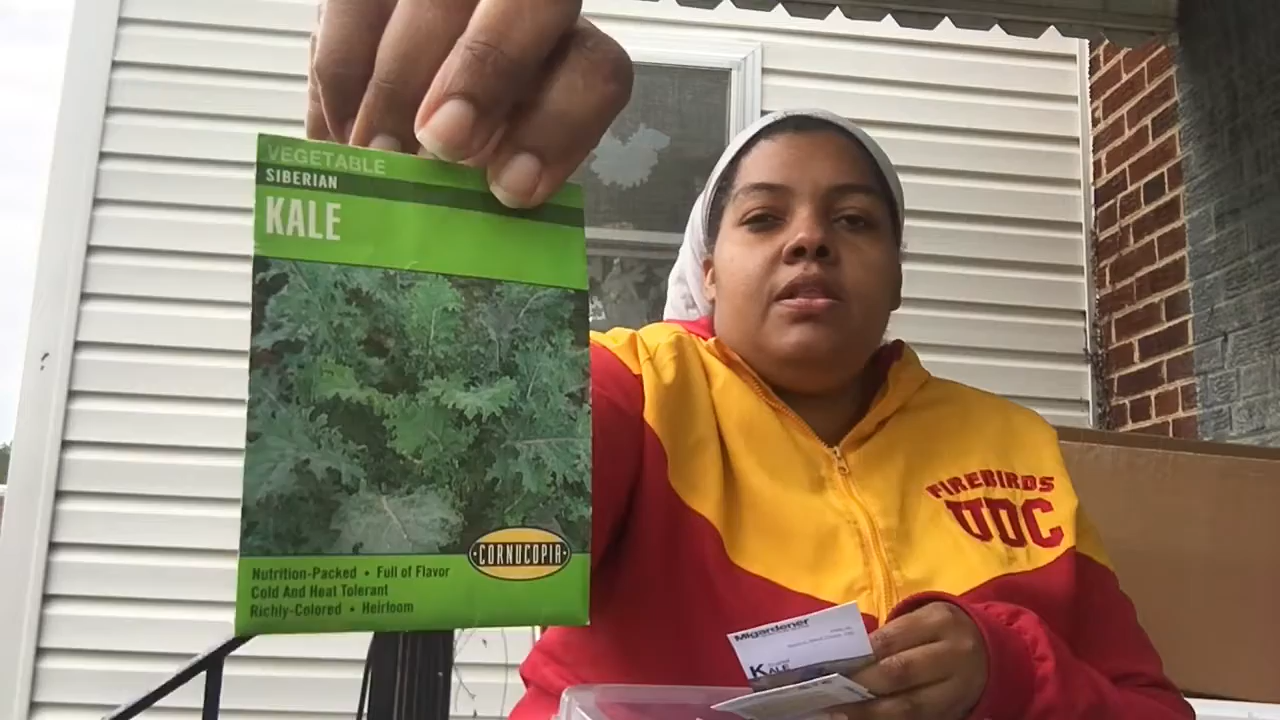 VEGETABLE
SIBERIAN
KALE
CORNUCOPIA
Nutrition-Packed • Full of Flavor
Cold And Heat Tolerant
Richly-Colored • Heirloom
FIREBIRDS
UDC
Migardener
KALE